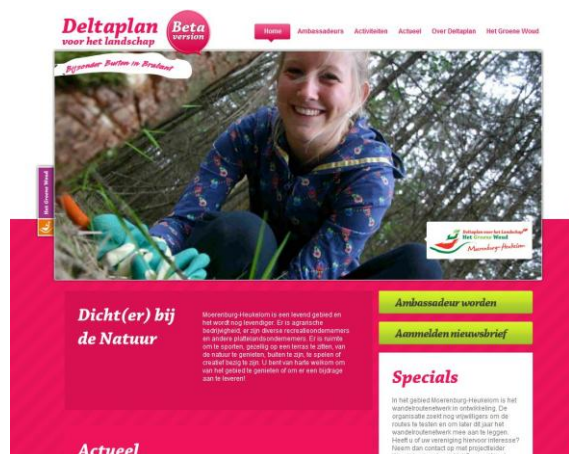 Deltaplan
voor het landschap
Beta
version
Home
Ambassadeurs
Activiteiten
Actueel
Over Deltaplan
Het Groene Woud
Bijzonder Buiten in Brabant
Het Groene Woud
Deltaplan voor het Landschap
Het Groene Woud
Moerenburg-Heukelom
Dicht(er) bij
de Natuur
Moerenburg-Heukelom is een levend gebied en
het wordt nog levendiger. Er is agrarische
bedrijvigheid, er zijn diverse recreatieondernemers
en andere plattelandsondernemers. Er is ruimte
om te sporten, gezellig op een terras te zitten, van
de natuur te genieten, buiten te zijn, te spelen of
creatief bezig te zijn. U bent van harte welkom om
van het gebied te genieten of om er een bijdrage
aan te leveren!
Ambassadeur worden
Aanmelden nieuwsbrief
Specials
In het gebied Moerenburg-Heukelom is het
wandelroutenetwerk in ontwikkeling. De
organisatie zoekt nog vrijwilligers om de
routes te testen en om later dit jaar het
wandelroutenetwerk mee aan te leggen.
Heeft u of uw vereniging hiervoor interesse?
Neem dan contact op met projectleider
Actueel